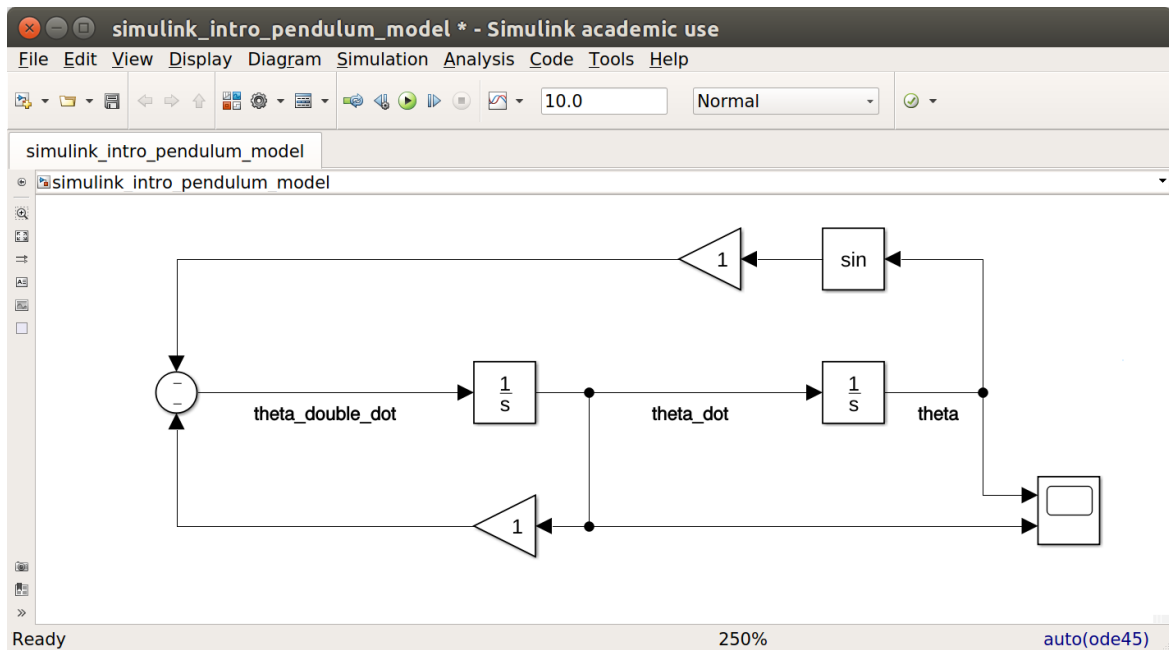 simulink_intro_pendulum_model * - Simulink academic use
File Edit View Display Diagram Simulation Analysis Code Tools Help
10.0 Normal
simulink_intro_pendulum_model
simulink_intro_pendulum_model
1 sin
1
s
1
s
theta_double_dot theta_dot theta
1
Ready 250% auto(ode45)